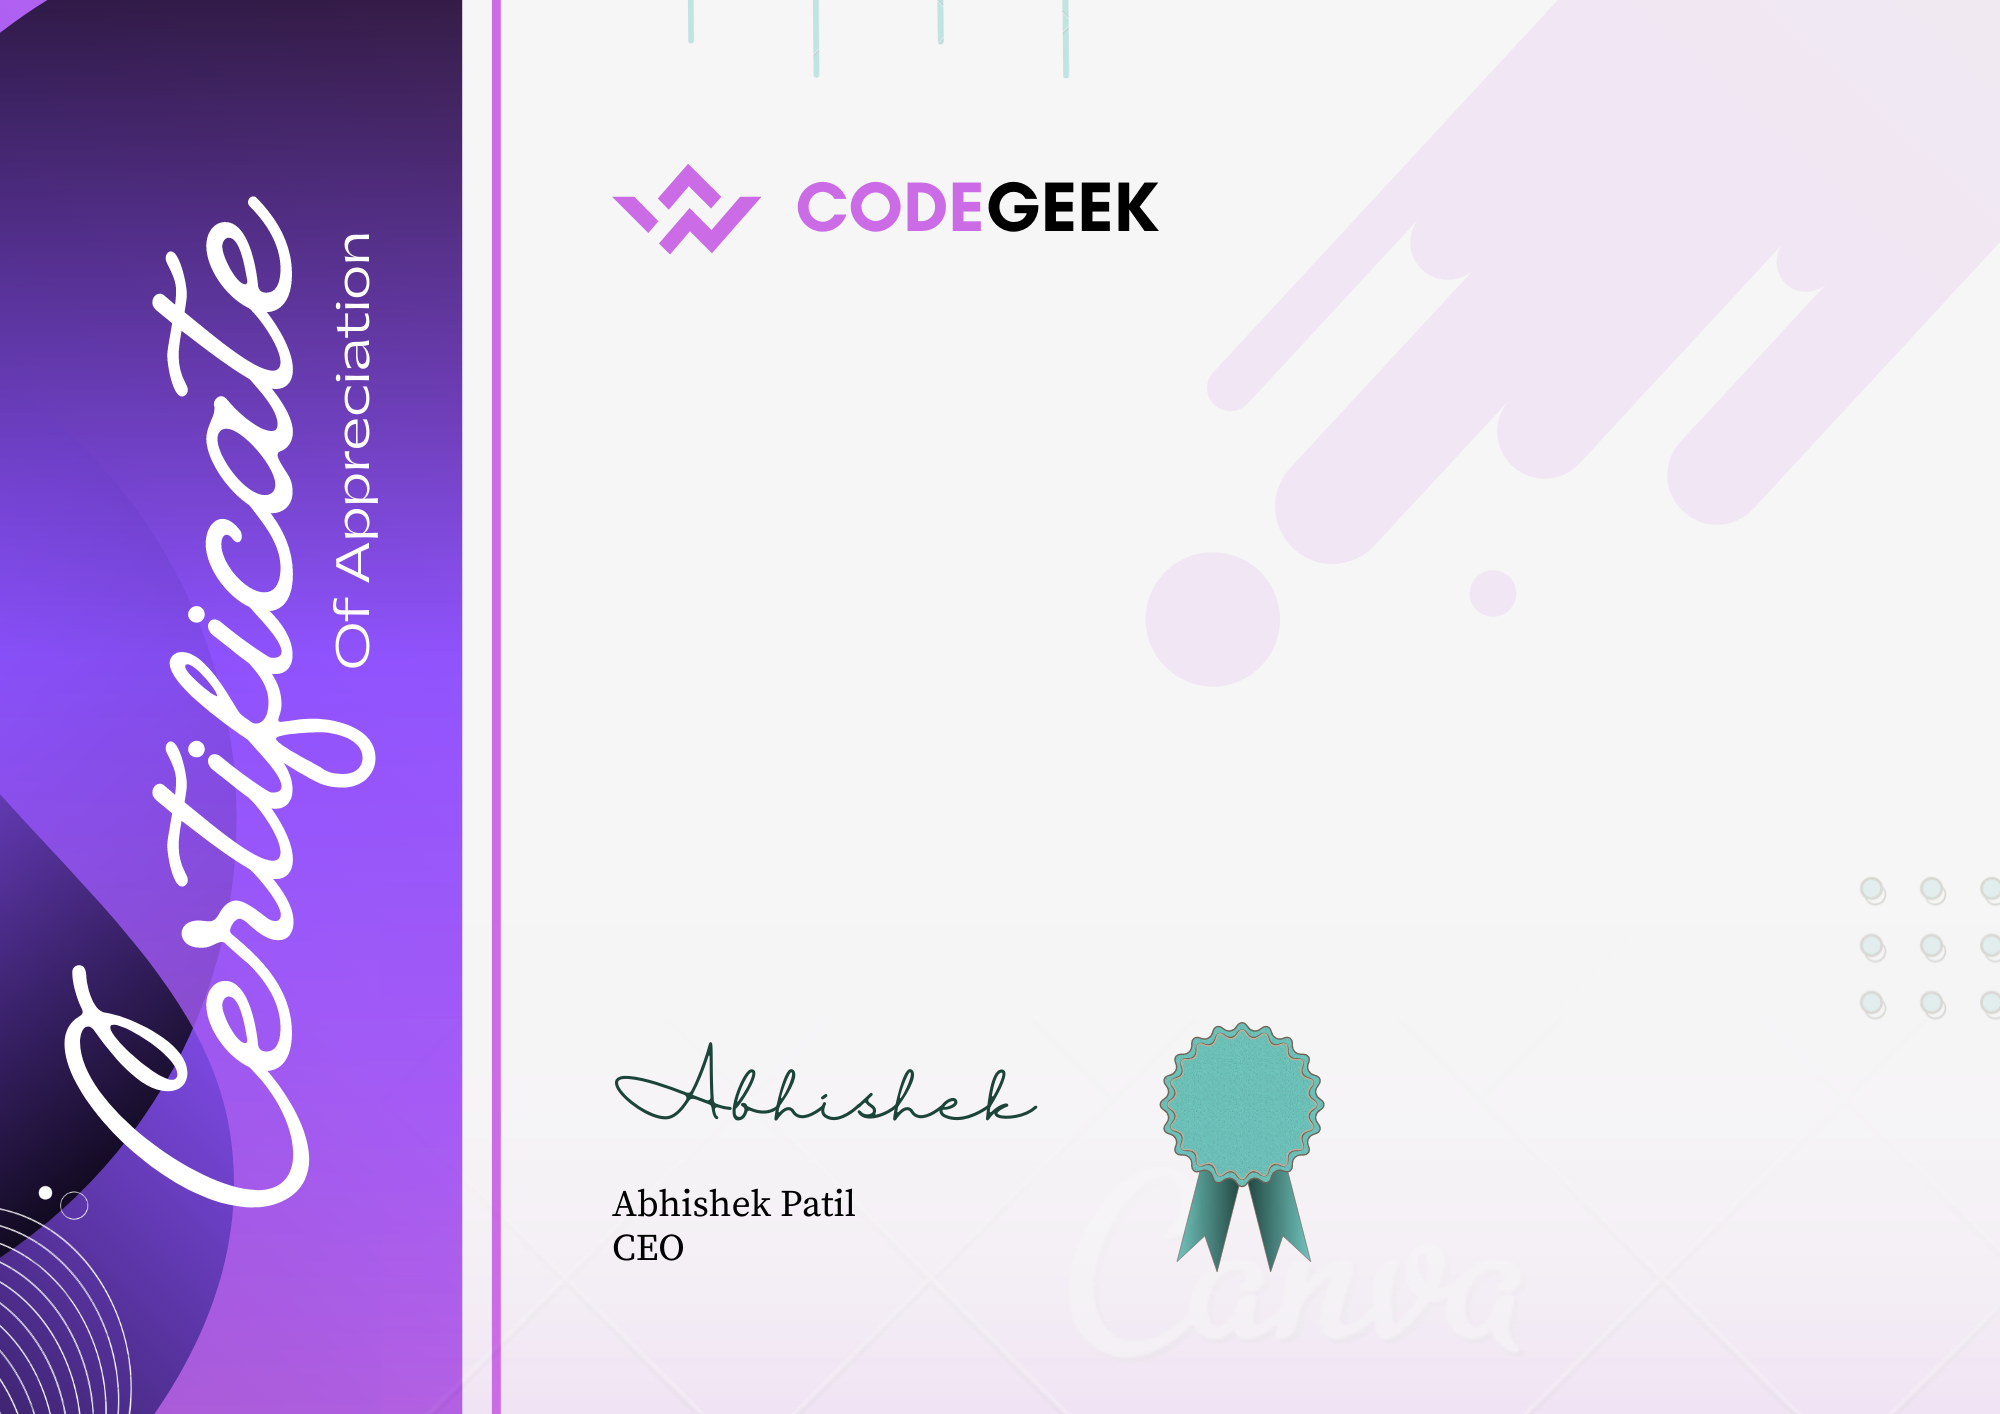 Certificate
Of Appreciation
CODEGEEK
Abhishek
Abhishek Patil
CEO
Canva